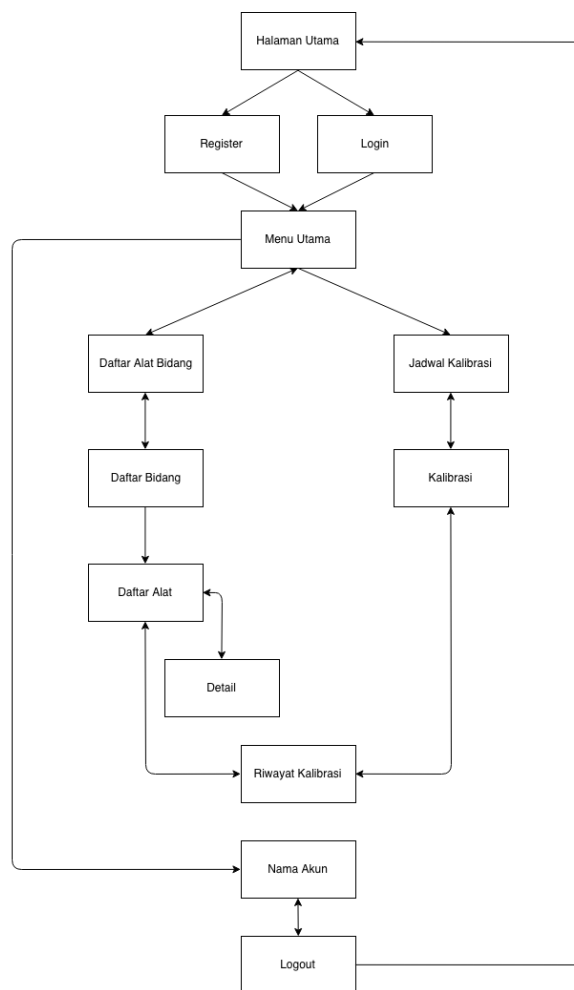 Halaman Utama
Register
Login
Menu Utama
Daftar Alat Bidang
Jadwal Kalibrasi
Daftar Bidang
Kalibrasi
Daftar Alat
Detail
Riwayat Kalibrasi
Nama Akun
Logout